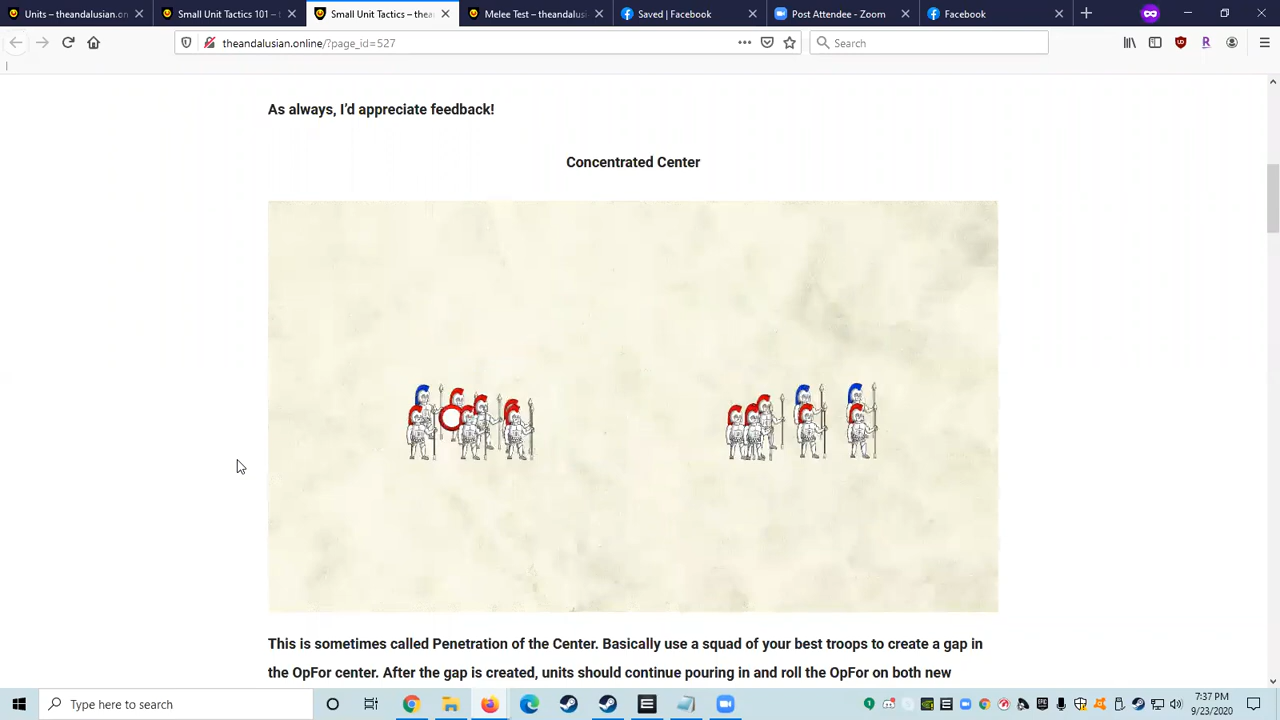 Units – theandalusian.on
Small Unit Tactics 101 – t
Small Unit Tactics – thea
Melee Test – theandalusi
Saved | Facebook
Post Attendee - Zoom
Facebook
theandalusian.online/?page_id=527
Search
As always, I'd appreciate feedback!
Concentrated Center
This is sometimes called Penetration of the Center. Basically use a squad of your best troops to create a gap in
the OpFor center. After the gap is created, units should continue pouring in and roll the OpFor on both new
Type here to search
7:37 PM
9/23/2020